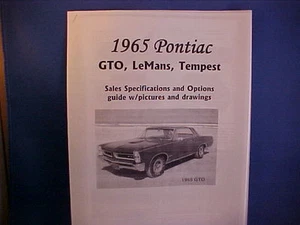 1965 Pontiac
GTO, LeMans, Tempest
Sales Specifications and Options
guide w/pictures and drawings
1965 GTO